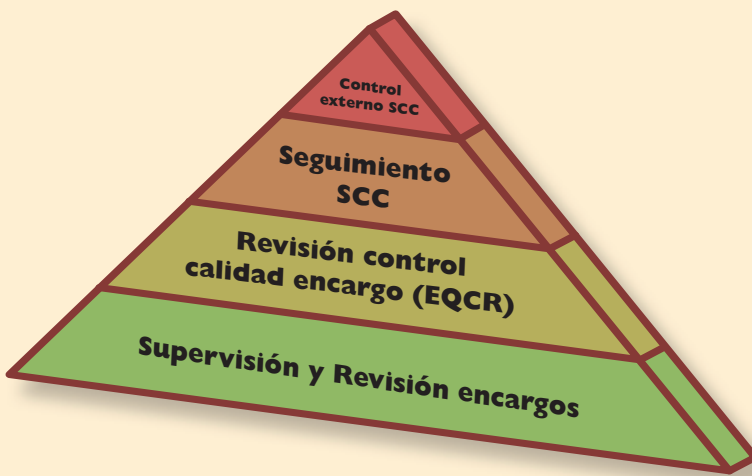 Control
externo SCC
Seguimiento
SCC
Revisión control
calidad encargo (EQCR)
Supervisión y Revisión encargos